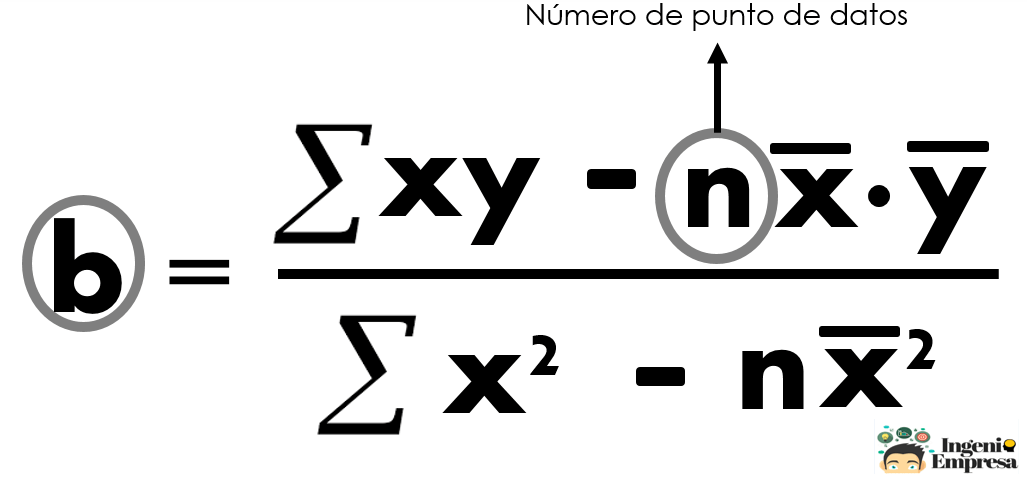 Número de punto de datos
b = ∑xy - nx̅ · y̅
∑ x² - nx̅²
Ingenio
Empresa